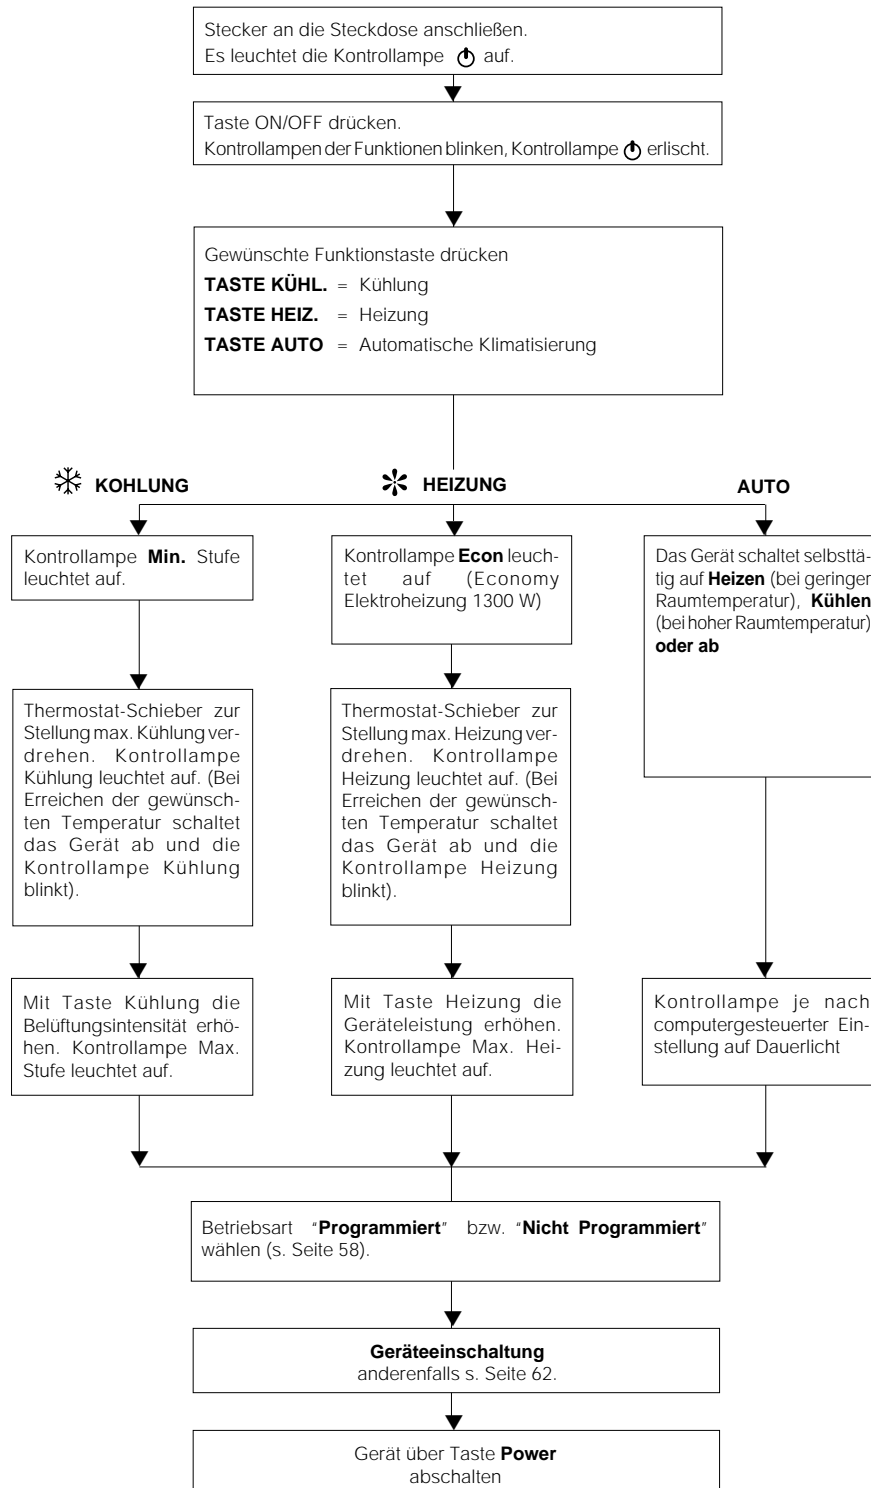 Stecker an die Steckdose anschließen.
Es leuchtet die Kontrollampe auf.
Taste ON/OFF drücken.
Kontrollampen der Funktionen blinken, Kontrollampe erlischt.
Gewünschte Funktionstaste drücken
TASTE KÜHL. = Kühlung
TASTE HEIZ. = Heizung
TASTE AUTO = Automatische Klimatisierung
KOHLUNG
HEIZUNG
AUTO
Kontrollampe Min. Stufe
leuchtet auf.
Kontrollampe Econ leuch-
tet auf (Economy
Elektroheizung 1300 W)
Das Gerät schaltet selbsttä-
tig auf Heizen (bei geringer
Raumtemperatur), Kühlen
(bei hoher Raumtemperatur)
oder ab
Thermostat-Schieber zur
Stellung max. Kühlung ver-
drehen. Kontrollampe
Kühlung leuchtet auf. (Bei
Erreichen der gewünsch-
ten Temperatur schaltet
das Gerät ab und die
Kontrollampe Kühlung
blinkt).
Thermostat-Schieber zur
Stellung max. Heizung ver-
drehen. Kontrollampe
Heizung leuchtet auf. (Bei
Erreichen der gewünsch-
ten Temperatur schaltet
das Gerät ab und die
Kontrollampe Heizung
blinkt).
Mit Taste Kühlung die
Belüftungsintensität erhö-
hen. Kontrollampe Max.
Stufe leuchtet auf.
Mit Taste Heizung die
Geräteleistung erhöhen.
Kontrollampe Max. Hei-
zung leuchtet auf.
Kontrollampe je nach
computergesteuerter Ein-
stellung auf Dauerlicht
Betriebsart "Programmiert" bzw. "Nicht Programmiert"
wählen (s. Seite 58).
Geräteeinschaltung
anderenfalls s. Seite 62.
Gerät über Taste Power
abschalten